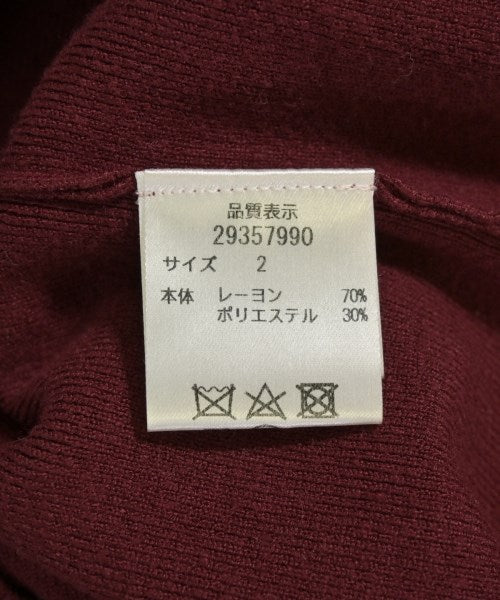 品質表示
29357990
サイズ 2
本体 レーヨン 70%
ポリエステル 30%